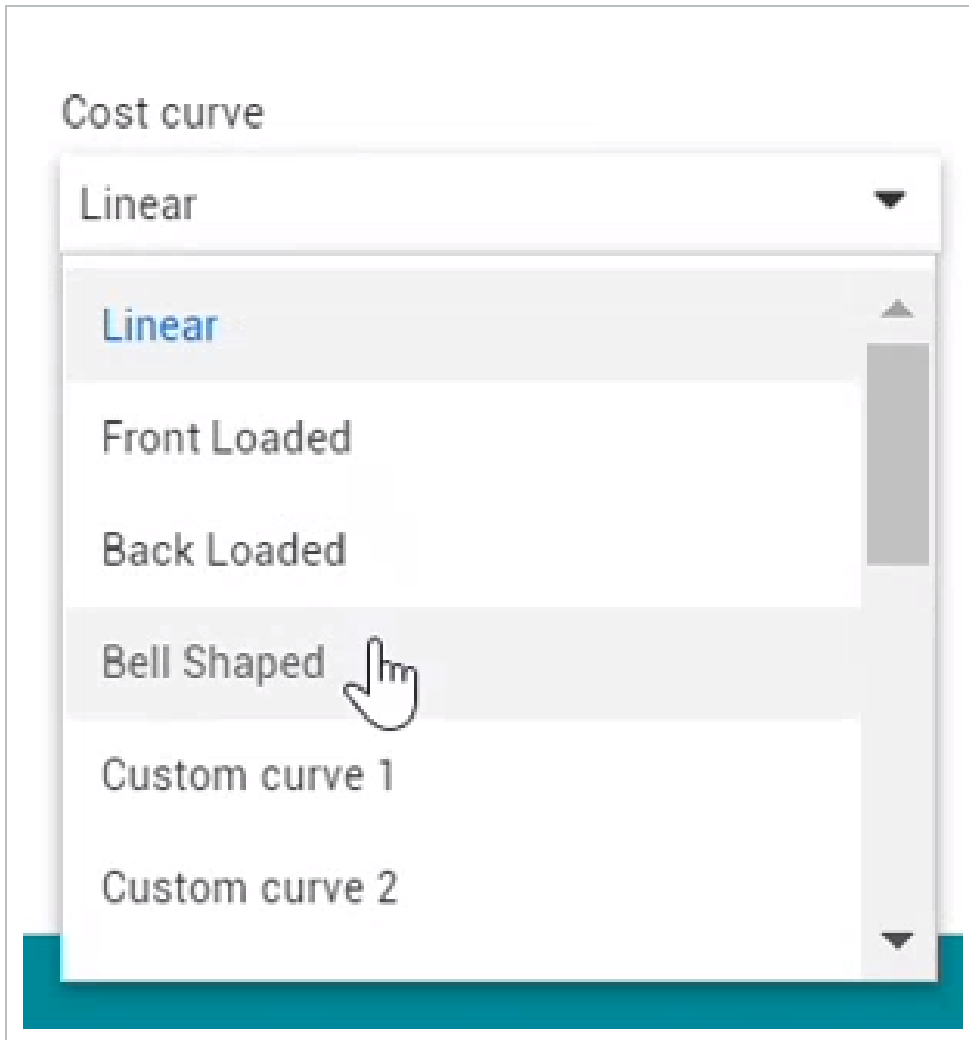 Cost curve
Linear
Linear
Front Loaded
Back Loaded
Bell Shaped
Custom curve 1
Custom curve 2